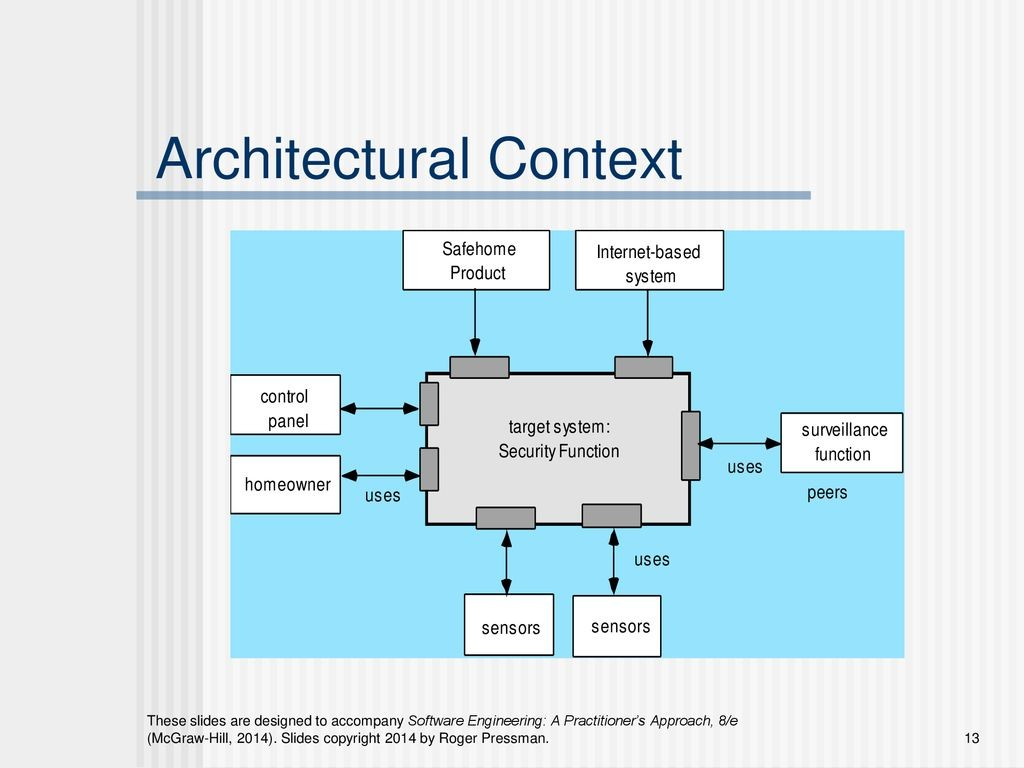 Architectural Context
Safehome
Product
Internet-based
system
control
panel
target system:
Security Function
surveillance
function
uses
peers
homeowner
uses
uses
sensors
sensors
These slides are designed to accompany Software Engineering: A Practitioner's Approach, 8/e
(McGraw-Hill, 2014). Slides copyright 2014 by Roger Pressman.
13